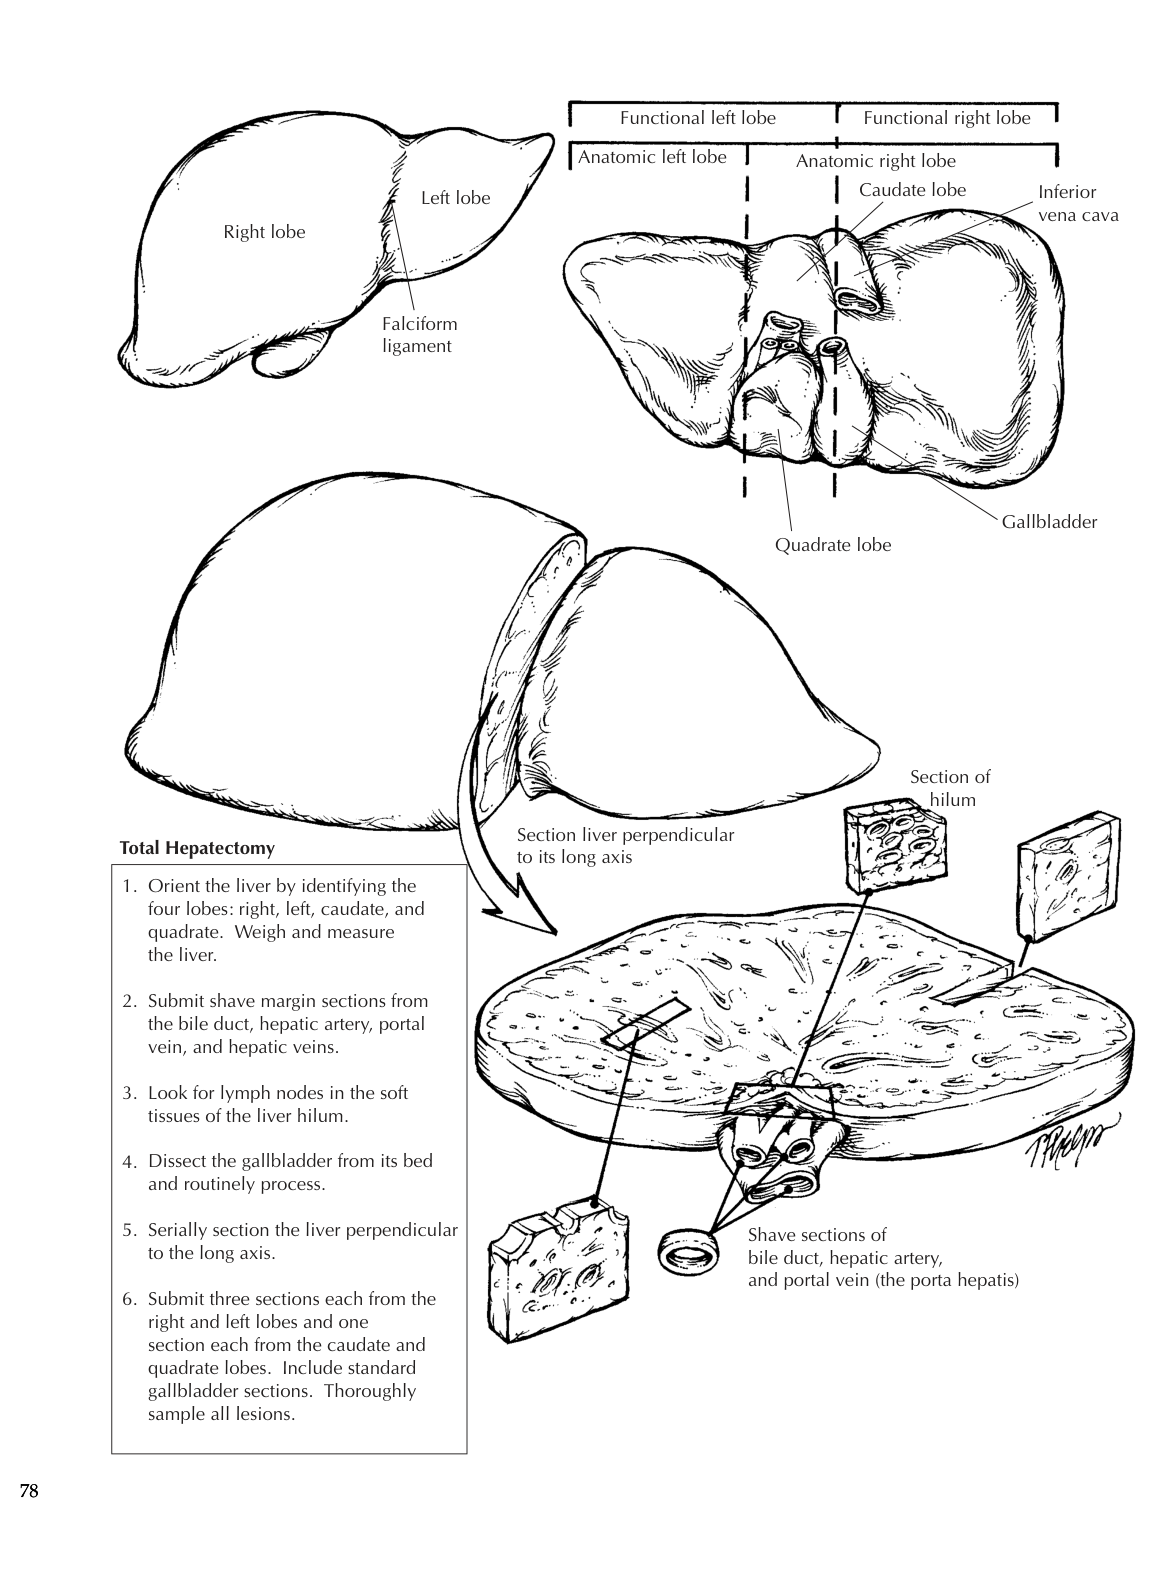 Functional left lobe
Functional right lobe
Anatomic left lobe
Anatomic right lobe
Caudate lobe
Inferior
vena cava
Left lobe
Right lobe
Falciform
ligament
Gallbladder
Quadrate lobe
Section of
hilum
Section liver perpendicular
to its long axis
Total Hepatectomy
1. Orient the liver by identifying the
four lobes: right, left, caudate, and
quadrate. Weigh and measure
the liver.
2. Submit shave margin sections from
the bile duct, hepatic artery, portal
vein, and hepatic veins.
3. Look for lymph nodes in the soft
tissues of the liver hilum.
4. Dissect the gallbladder from its bed
and routinely process.
5. Serially section the liver perpendicular
to the long axis.
6. Submit three sections each from the
right and left lobes and one
section each from the caudate and
quadrate lobes. Include standard
gallbladder sections. Thoroughly
sample all lesions.
Shave sections of
bile duct, hepatic artery,
and portal vein (the porta hepatis)
78